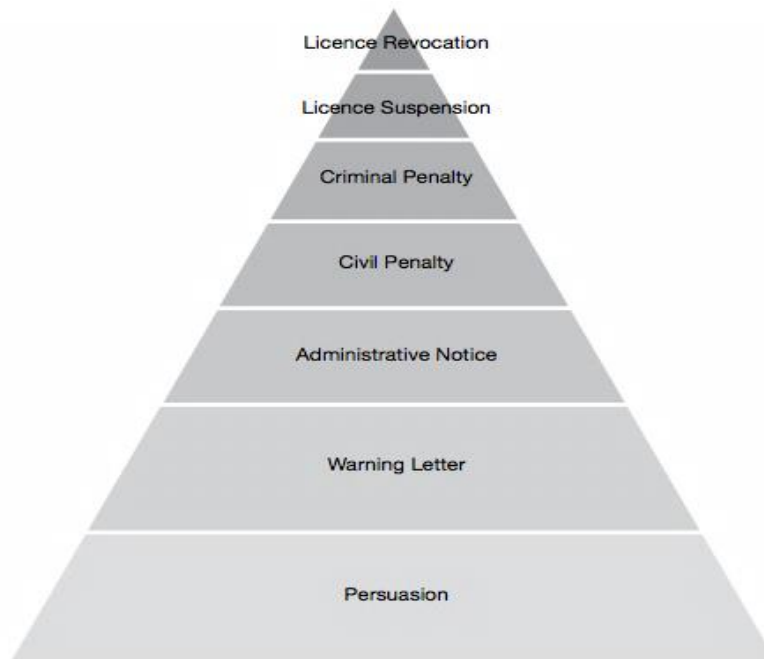 Licence Revocation
Licence Suspension
Criminal Penalty
Civil Penalty
Administrative Notice
Warning Letter
Persuasion